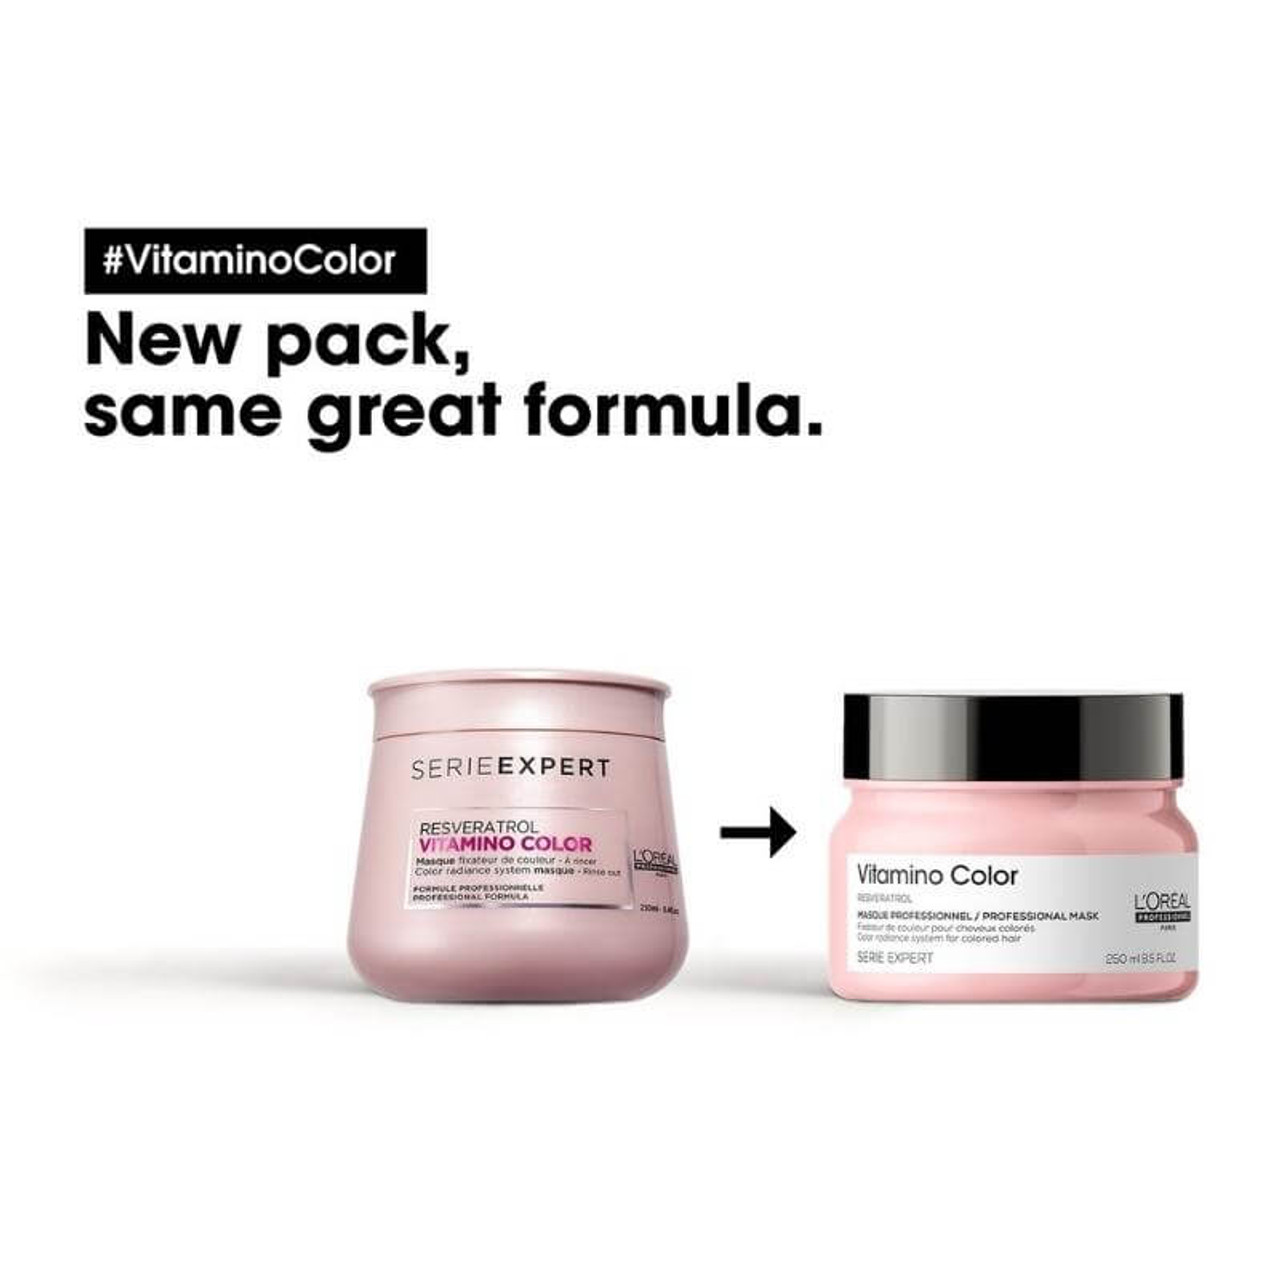 #VitaminoColor
New pack,
same great formula.
SERIEEXPERT
RESVERATROL
VITAMINO COLOR
Masque fixateur de couleur - À rincer
Color radiance system masque - Rinse out
FORMULE PROFESSIONNELLE
PROFESSIONAL FORMULA
L'ORÉAL
PROFESSIONNEL
PARIS
Vitamino Color
RESVERATROL
MASQUE PROFESSIONNEL / PROFESSIONAL MASK
Fixateur de couleur pour cheveux colorés
Color radiance system for colored hair
SERIE EXPERT
L'ORÉAL
PROFESSIONNEL
PARIS
250 ml 8.5 FL.OZ